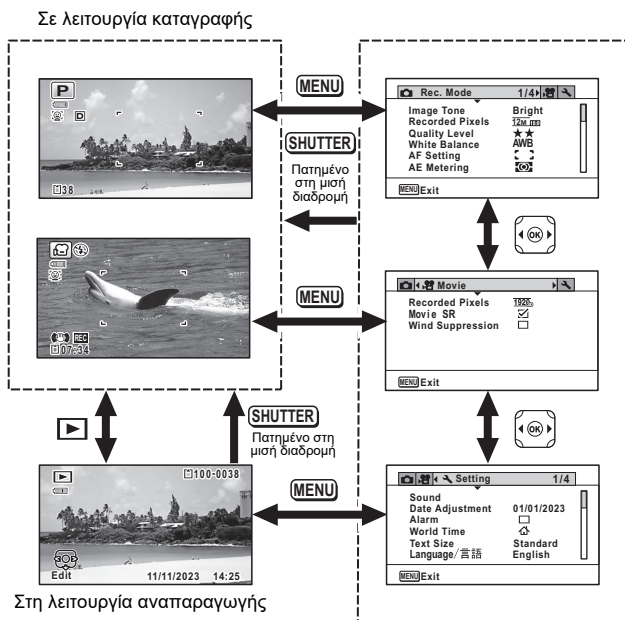 Σε λειτουργία καταγραφής
P
D
38
MENU
SHUTTER
Πατημένο
στη μισή
διαδρομή
Rec. Mode 1/4
Image Tone Bright
Recorded Pixels 12M
Quality Level ★★
White Balance AWB
AF Setting
AE Metering
MENU Exit
OK
REC
07:34
MENU
Movie
Recorded Pixels 1920
Movie SR
Wind Suppression
MENU Exit
OK
SHUTTER
Πατημένο στη
μισή διαδρομή
100-0038
Edit 11/11/2023 14:25
MENU
Setting 1/4
Sound
Date Adjustment 01/01/2023
Alarm
World Time
Text Size Standard
Language/言語 English
MENU Exit
Στη λειτουργία αναπαραγωγής